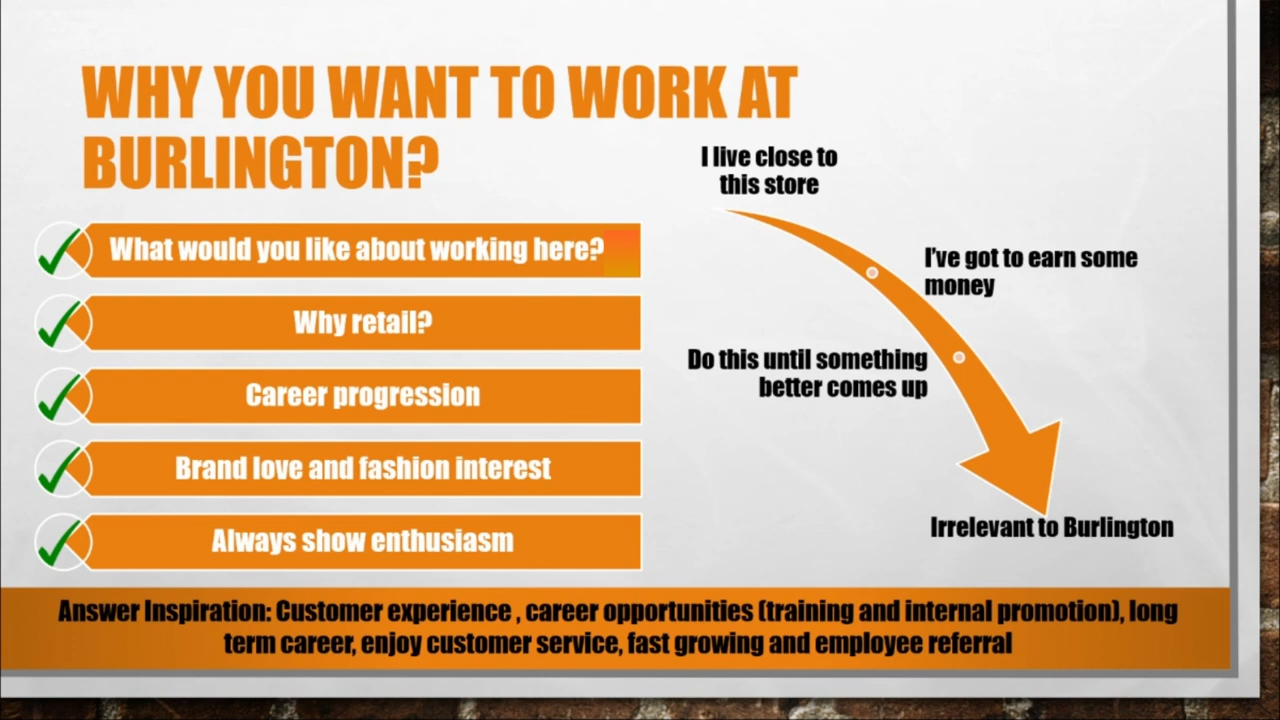 WHY YOU WANT TO WORK AT
BURLINGTON?
What would you like about working here?
Why retail?
Career progression
Brand love and fashion interest
Always show enthusiasm
I live close to
this store
I've got to earn some
money
Do this until something
better comes up
Irrelevant to Burlington
Answer Inspiration: Customer experience , career opportunities (training and internal promotion), long
term career, enjoy customer service, fast growing and employee referral